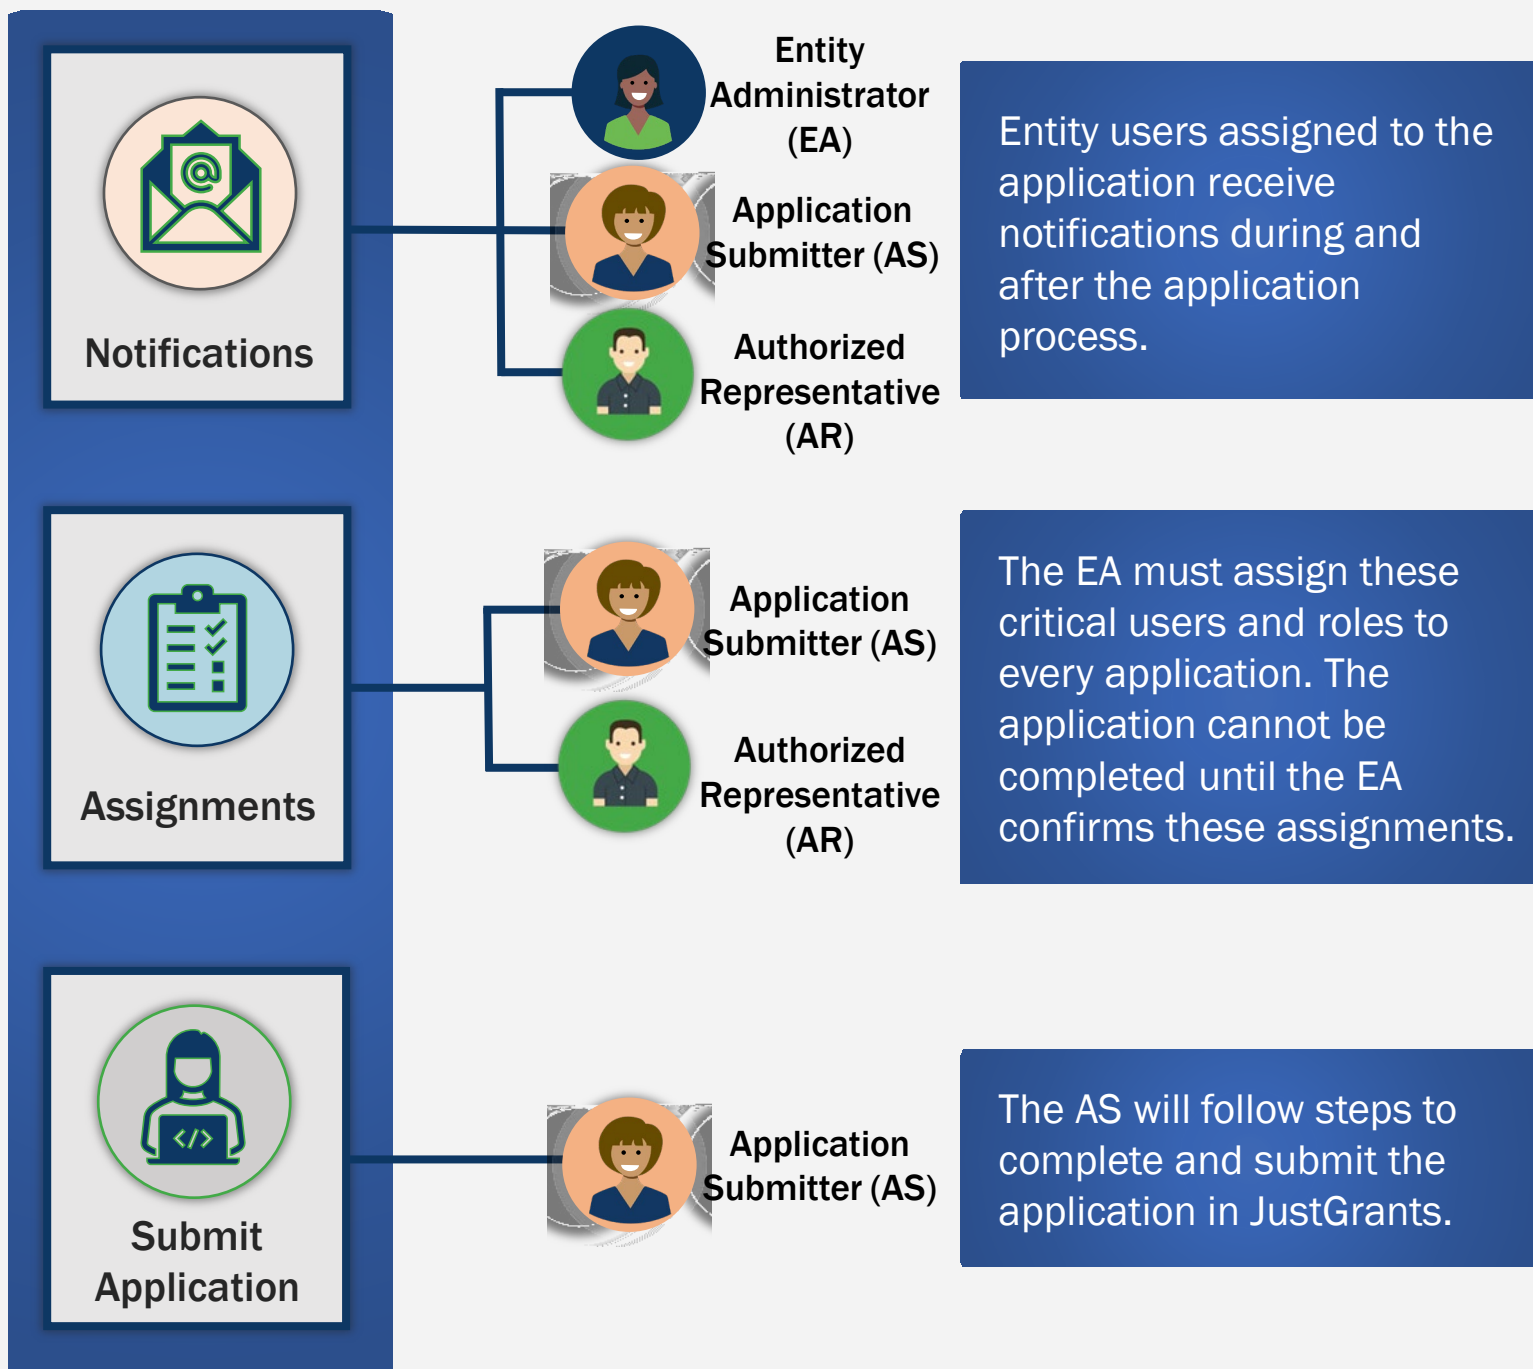 Notifications
Entity
Administrator
(EA)
Application
Submitter (AS)
Authorized
Representative
(AR)
Entity users assigned to the
application receive
notifications during and
after the application
process.
Assignments
Application
Submitter (AS)
Authorized
Representative
(AR)
The EA must assign these
critical users and roles to
every application. The
application cannot be
completed until the EA
confirms these assignments.
Submit
Application
Application
Submitter (AS)
The AS will follow steps to
complete and submit the
application in JustGrants.